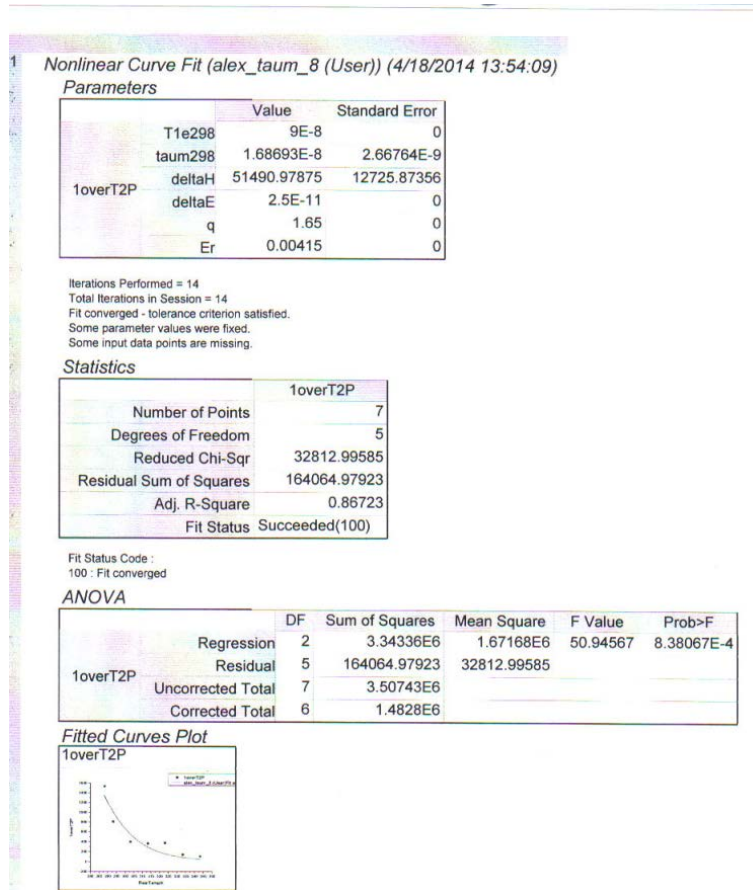 1
Nonlinear Curve Fit (alex_taum_8 (User)) (4/18/2014 13:54:09)
Parameters
Value Standard Error
1overT2P
T1e298 9E-8 0
taum298 1.68693E-8 2.66764E-9
deltaH 51490.97875 12725.87356
deltaE 2.5E-11 0
q 1.65 0
Er 0.00415 0
Iterations Performed = 14
Total Iterations in Session = 14
Fit converged - tolerance criterion satisfied.
Some parameter values were fixed.
Some input data points are missing.
Statistics
1overT2P
Number of Points 7
Degrees of Freedom 5
Reduced Chi-Sqr 32812.99585
Residual Sum of Squares 164064.97923
Adj. R-Square 0.86723
Fit Status Succeeded(100)
Fit Status Code :
100 : Fit converged
ANOVA
DF Sum of Squares Mean Square F Value Prob>F
1overT2P
Regression 2 3.34336E6 1.67168E6 50.94567 8.38067E-4
Residual 5 164064.97923 32812.99585
Uncorrected Total 7 3.50743E6
Corrected Total 6 1.4828E6
Fitted Curves Plot
1overT2P